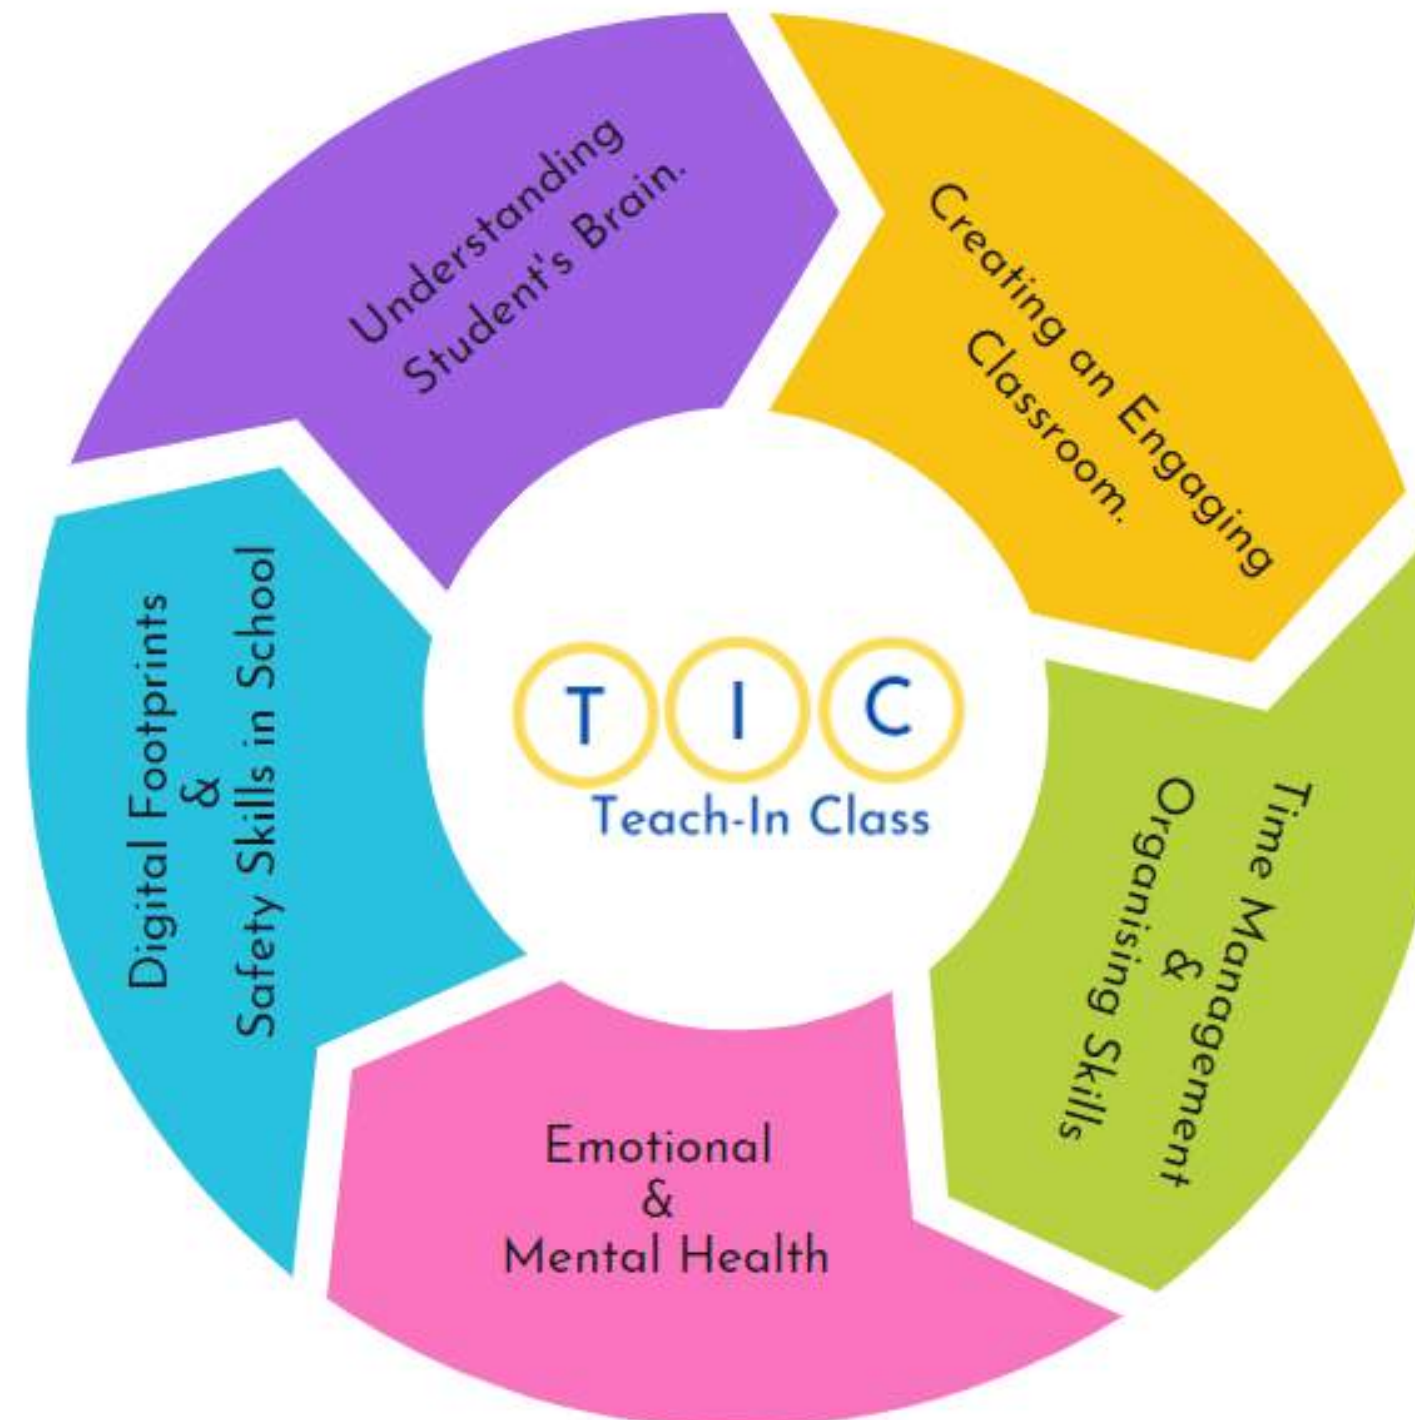 Understanding
Student's Brain.
Creating an Engaging
Classroom.
Time Management
&
Organising Skills
Emotional
&
Mental Health
Digital Footprints
&
Safety Skills in School
T I C
Teach-In Class